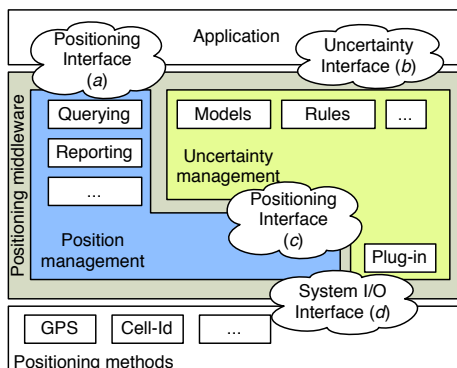 Application
Positioning
Interface
(a)
Uncertainty
Interface (b)
Positioning middleware
Querying
Reporting
...
Position
management
Models
Rules
...
Uncertainty
management
Positioning
Interface
(c)
Plug-in
System I/O
Interface (d)
GPS
Cell-Id
...
Positioning methods